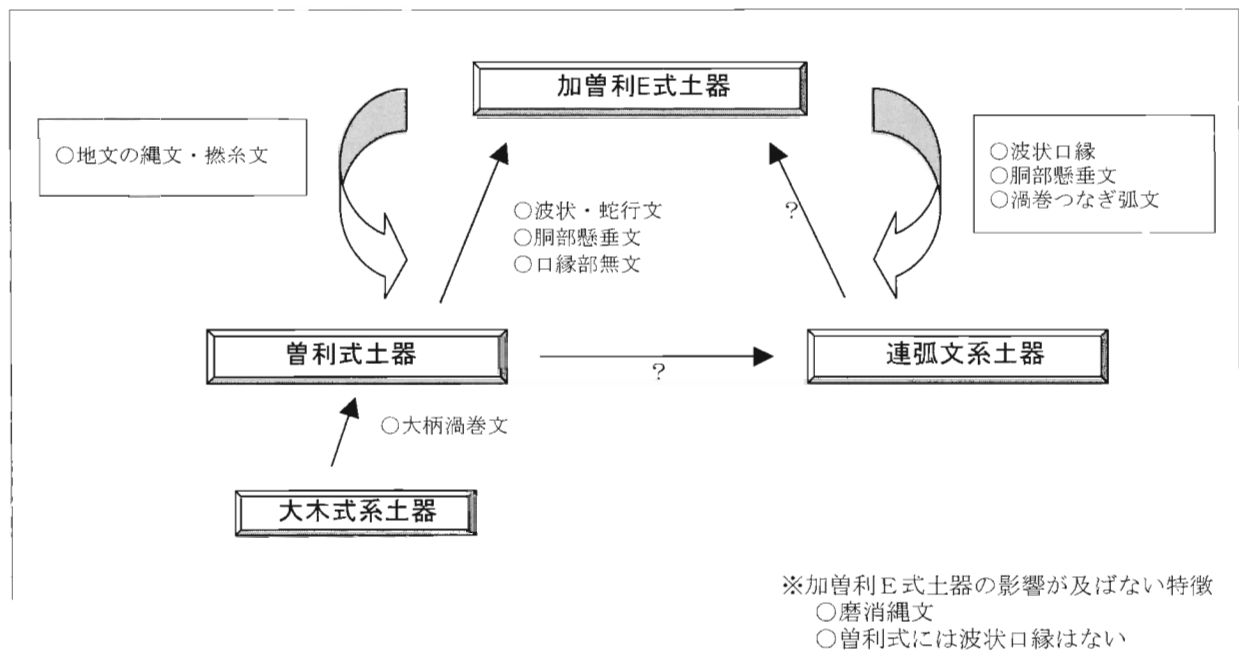 加曽利E式土器
○地文の縄文・撚糸文
○波状口縁
○胴部懸垂文
○渦巻つなぎ弧文
○波状・蛇行文
○胴部懸垂文
○口縁部無文
?
曽利式土器
?
連弧文系土器
○大柄渦巻文
大木式系土器
※加曽利E式土器の影響が及ばない特徴
○磨消縄文
○曽利式には波状口縁はない